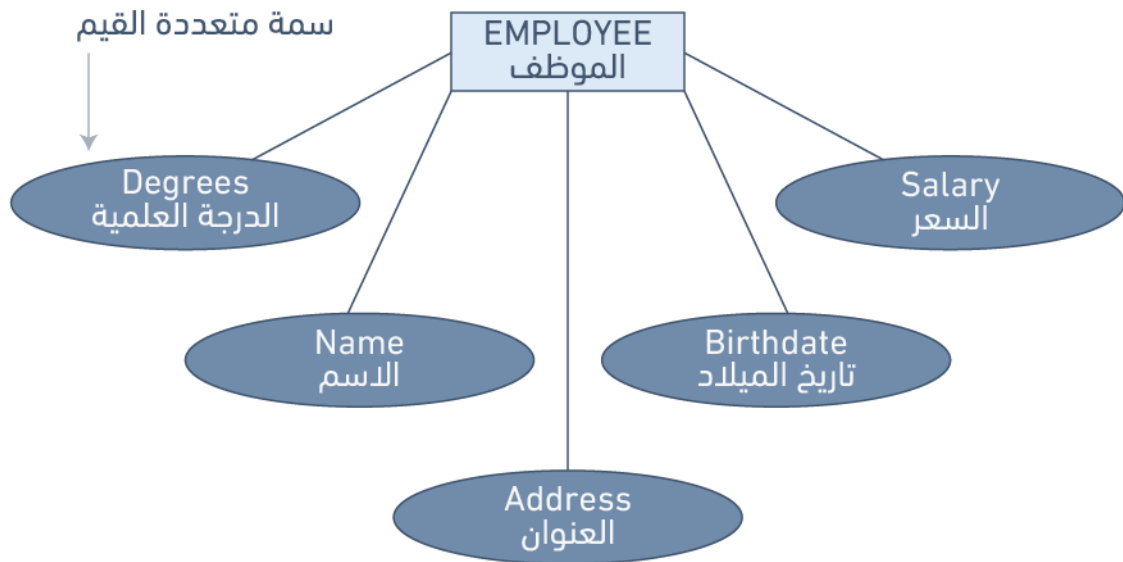 سمة متعددة القيم
EMPLOYEE
الموظف
Degrees
الدرجة العلمية
Salary
السعر
Name
الاسم
Birthdate
تاريخ الميلاد
Address
العنوان